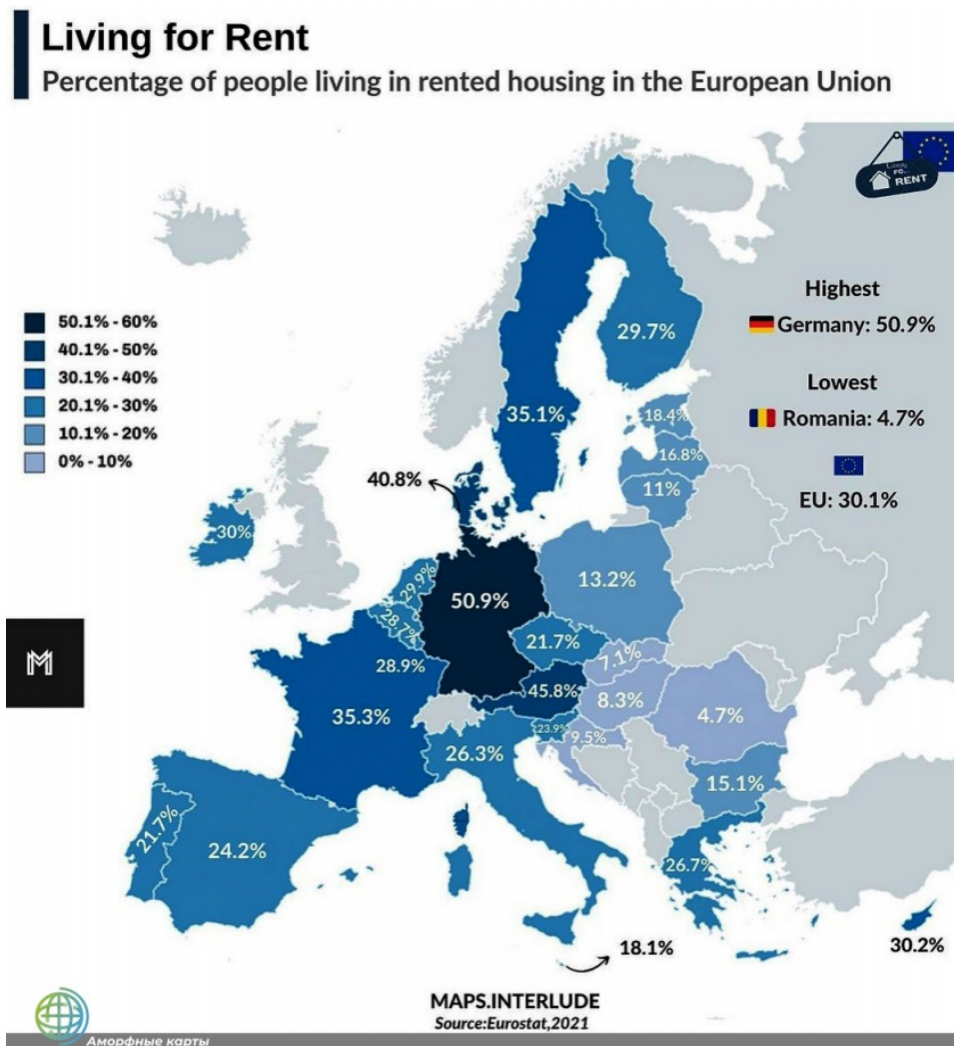 Living for Rent
Percentage of people living in rented housing in the European Union
RENT
Highest
Germany: 50.9%
Lowest
Romania: 4.7%
EU: 30.1%
50.1% - 60%
40.1% - 50%
30.1% - 40%
20.1% - 30%
10.1% - 20%
0% - 10%
29.7%
35.1%
18.4%
16.8%
11%
40.8%
30%
29.9%
28.7%
50.9%
13.2%
21.7%
28.9%
7.1%
45.8%
8.3%
4.7%
35.3%
23.9%
9.5%
26.3%
15.1%
21.7%
24.2%
26.7%
18.1%
30.2%
M
MAPS.INTERLUDE
Source:Eurostat,2021
Аморфные карты